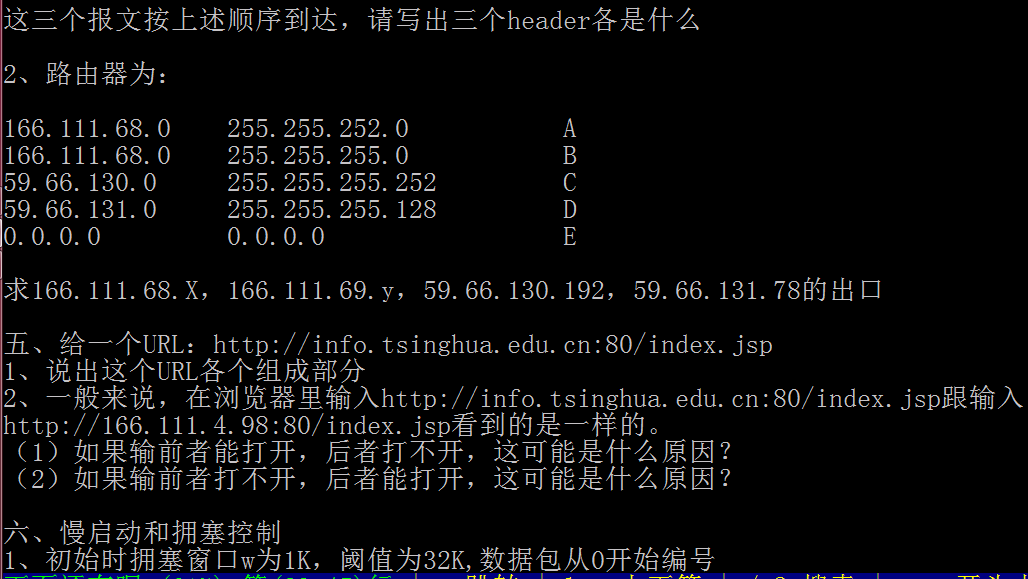 这三个报文按上述顺序到达，请写出三个header各是什么
2、路由器为：
166.111.68.0 255.255.252.0 A
166.111.68.0 255.255.255.0 B
59.66.130.0 255.255.255.252 C
59.66.131.0 255.255.255.128 D
0.0.0.0 0.0.0.0 E
求166.111.68.X，166.111.69.y，59.66.130.192，59.66.131.78的出口
五、给一个URL：http://info.tsinghua.edu.cn:80/index.jsp
1、说出这个URL各个组成部分
2、一般来说，在浏览器里输入http://info.tsinghua.edu.cn:80/index.jsp跟输入
http://166.111.4.98:80/index.jsp看到的是一样的。
（1）如果输前者能打开，后者打不开，这可能是什么原因？
（2）如果输前者打不开，后者能打开，这可能是什么原因？
六、慢启动和拥塞控制
1、初始时拥塞窗口w为1K，阈值为32K,数据包从0开始编号